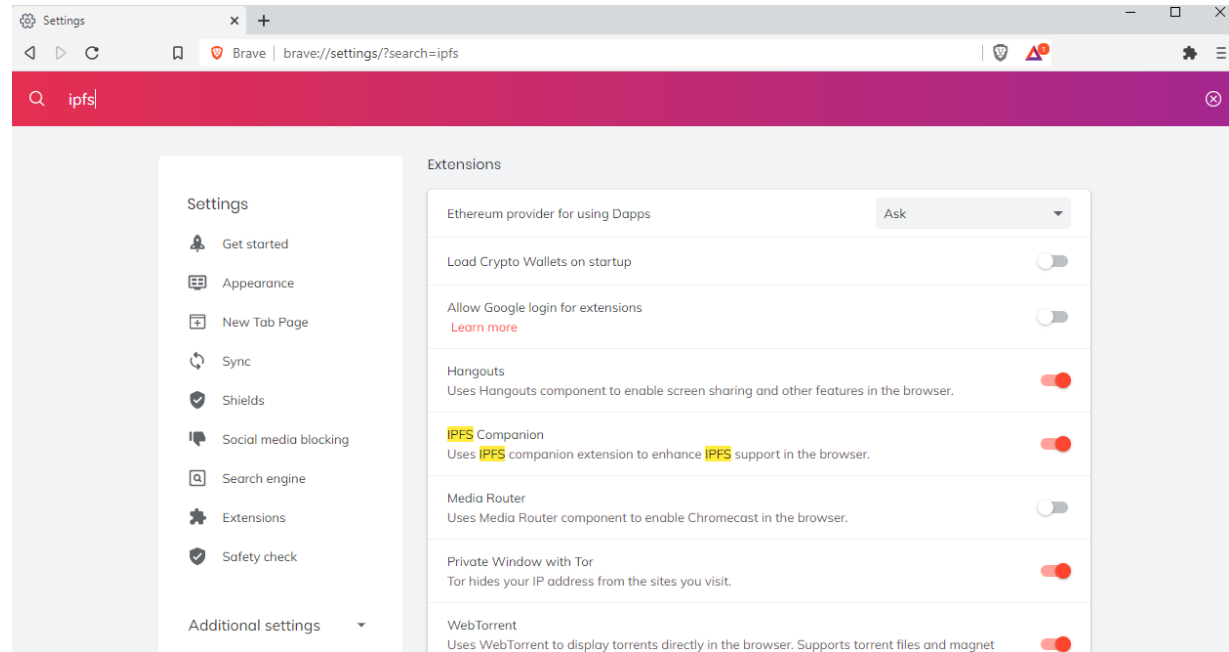 Settings
Brave
brave://settings/?search=ipfs
1
ipfs
Settings
Get started
Appearance
New Tab Page
Sync
Shields
Social media blocking
Search engine
Extensions
Safety check
Additional settings
Extensions
Ethereum provider for using Dapps
Ask
Load Crypto Wallets on startup
Allow Google login for extensions
Learn more
Hangouts
Uses Hangouts component to enable screen sharing and other features in the browser.
IPFS Companion
Uses IPFS companion extension to enhance IPFS support in the browser.
Media Router
Uses Media Router component to enable Chromecast in the browser.
Private Window with Tor
Tor hides your IP address from the sites you visit.
WebTorrent
Uses WebTorrent to display torrents directly in the browser. Supports torrent files and magnet